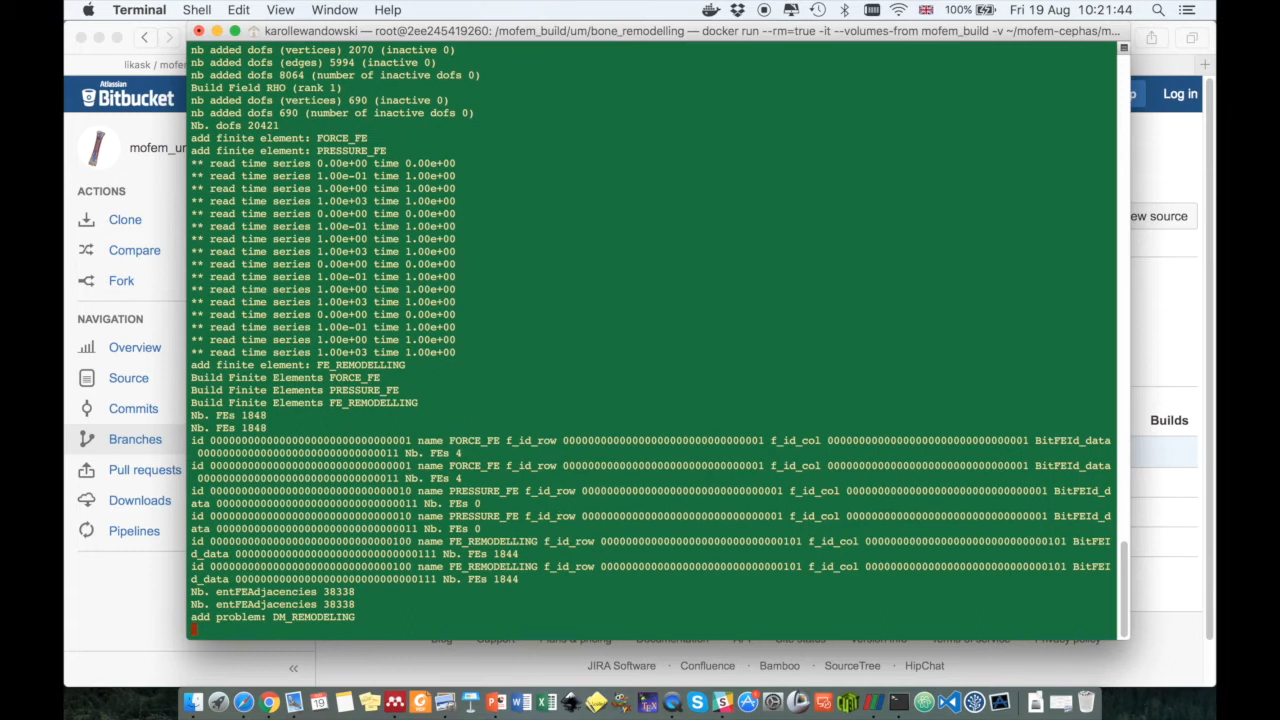 Terminal Shell Edit View Window Help 100% Fri 19 Aug 10:21:44
karollewandowski — root@2ee245419260: /mofem_build/um/bone_remodelling — docker run --rm=true -it --volumes-from mofem_build -v ~/mofem-cephas/m...
likask / mofe
Atlassian
Bitbucket
Log in
mofem_un
ACTIONS
Clone
Compare
Fork
NAVIGATION
Overview
Source
Commits
Branches
Pull requests
Downloads
Pipelines
ew source
Builds
nb added dofs (vertices) 2070 (inactive 0)
nb added dofs (edges) 5994 (inactive 0)
nb added dofs 8064 (number of inactive dofs 0)
Build Field RHO (rank 1)
nb added dofs (vertices) 690 (inactive 0)
nb added dofs 690 (number of inactive dofs 0)
Nb. dofs 20421
add finite element: FORCE_FE
add finite element: PRESSURE_FE
** read time series 0.00e+00 time 0.00e+00
** read time series 1.00e-01 time 1.00e+00
** read time series 1.00e+00 time 1.00e+00
** read time series 1.00e+03 time 1.00e+00
** read time series 0.00e+00 time 0.00e+00
** read time series 1.00e-01 time 1.00e+00
** read time series 1.00e+00 time 1.00e+00
** read time series 1.00e+03 time 1.00e+00
** read time series 0.00e+00 time 0.00e+00
** read time series 1.00e-01 time 1.00e+00
** read time series 1.00e+00 time 1.00e+00
** read time series 1.00e+03 time 1.00e+00
** read time series 0.00e+00 time 0.00e+00
** read time series 1.00e-01 time 1.00e+00
** read time series 1.00e+00 time 1.00e+00
** read time series 1.00e+03 time 1.00e+00
add finite element: FE_REMODELLING
Build Finite Elements FORCE_FE
Build Finite Elements PRESSURE_FE
Build Finite Elements FE_REMODELLING
Nb. FEs 1848
Nb. FEs 1848
id 00000000000000000000000000000001 name FORCE_FE f_id_row 00000000000000000000000000000001 f_id_col 00000000000000000000000000000001 BitFEId_data
00000000000000000000000000000011 Nb. FEs 4
id 00000000000000000000000000000001 name FORCE_FE f_id_row 00000000000000000000000000000001 f_id_col 00000000000000000000000000000001 BitFEId_data
00000000000000000000000000000011 Nb. FEs 4
id 00000000000000000000000000000010 name PRESSURE_FE f_id_row 00000000000000000000000000000001 f_id_col 00000000000000000000000000000001 BitFEId_d
ata 00000000000000000000000000000011 Nb. FEs 0
id 00000000000000000000000000000010 name PRESSURE_FE f_id_row 00000000000000000000000000000001 f_id_col 00000000000000000000000000000001 BitFEId_d
ata 00000000000000000000000000000011 Nb. FEs 0
id 00000000000000000000000000000100 name FE_REMODELLING f_id_row 00000000000000000000000000000101 f_id_col 00000000000000000000000000000101 BitFEI
d_data 00000000000000000000000000000111 Nb. FEs 1844
id 00000000000000000000000000000100 name FE_REMODELLING f_id_row 00000000000000000000000000000101 f_id_col 00000000000000000000000000000101 BitFEI
d_data 00000000000000000000000000000111 Nb. FEs 1844
Nb. entFEAdjacencies 38338
Nb. entFEAdjacencies 38338
add problem: DM_REMODELING
JIRA Software Confluence Bamboo SourceTree HipChat